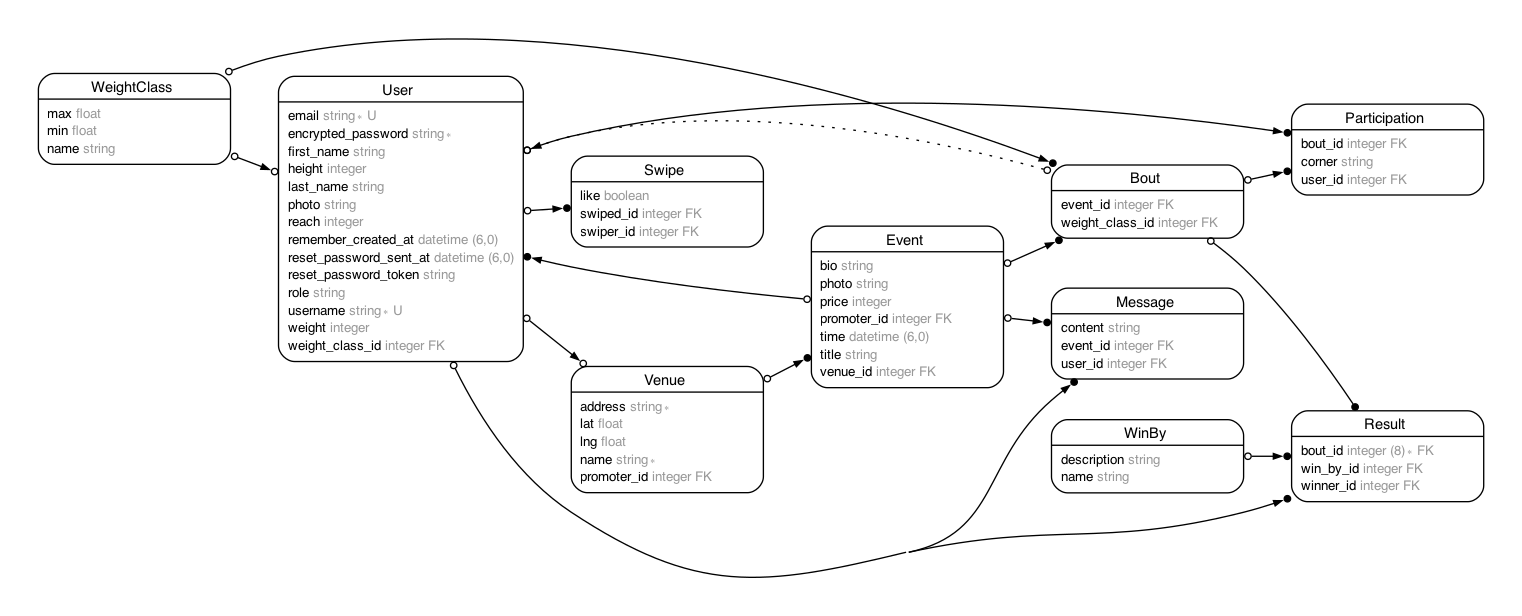 WeightClass
max float
min float
name string
User
email string∗ U
encrypted_password string∗
first_name string
height integer
last_name string
photo string
reach integer
remember_created_at datetime (6,0)
reset_password_sent_at datetime (6,0)
reset_password_token string
role string
username string∗ U
weight integer
weight_class_id integer FK
Swipe
like boolean
swiped_id integer FK
swiper_id integer FK
Venue
address string∗
lat float
lng float
name string∗
promoter_id integer FK
Event
bio string
photo string
price integer
promoter_id integer FK
time datetime (6,0)
title string
venue_id integer FK
Bout
event_id integer FK
weight_class_id integer FK
Message
content string
event_id integer FK
user_id integer FK
WinBy
description string
name string
Participation
bout_id integer FK
corner string
user_id integer FK
Result
bout_id integer (8)∗ FK
win_by_id integer FK
winner_id integer FK